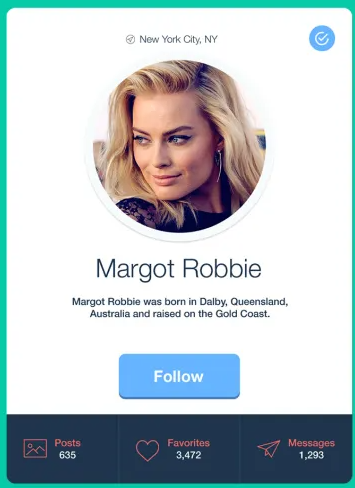 New York City, NY
Margot Robbie
Margot Robbie was born in Dalby, Queensland,
Australia and raised on the Gold Coast.
Follow
Posts
635
Favorites
3,472
Messages
1,293